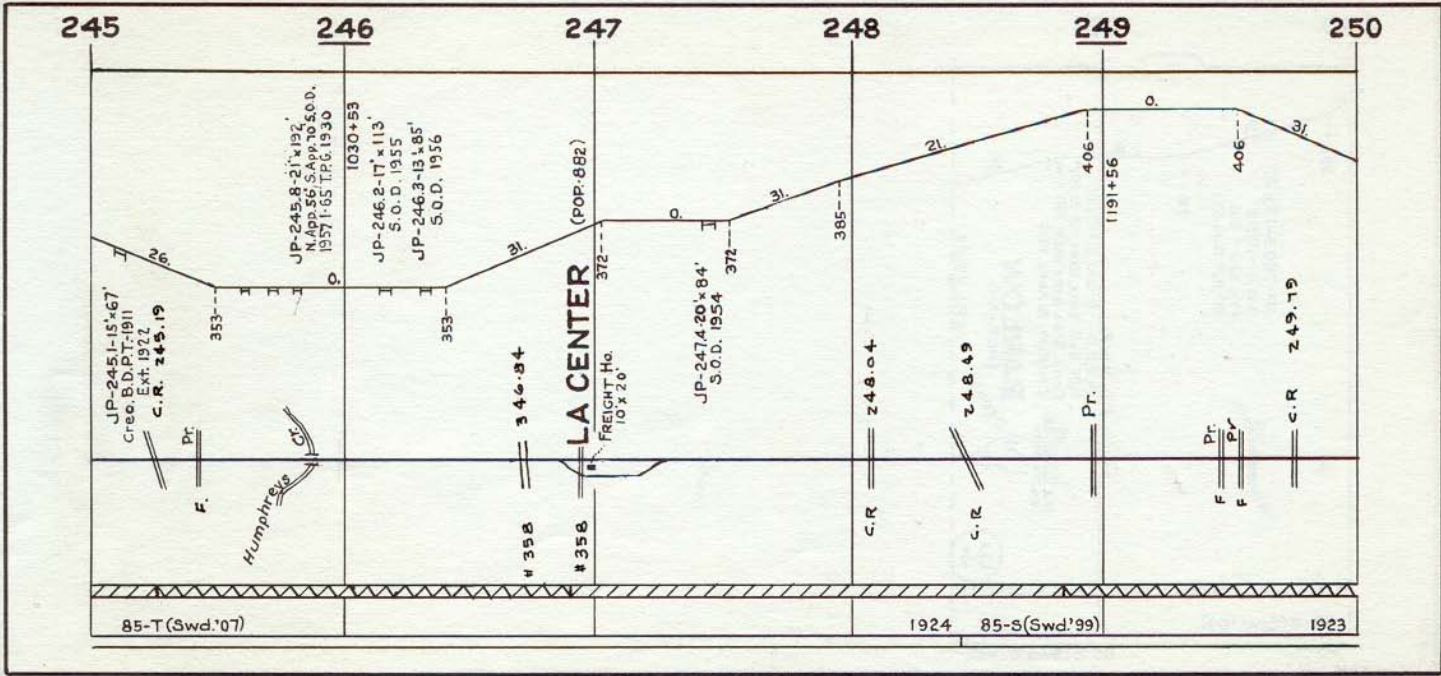 245 246 247 248 249 250
26.
353
0.
353
31.
372
0.
372
31.
385
21.
406
0.
406
31.
JP-245.1-15'x67'
Creo. B.D.P.T.-1911
Ext. 1922
C.R. 245.19
JP-245.8-21'x192'
N.App.56' S.App.70' S.O.D.
1957 1-65' T.P.G. 1930
1030+53
JP-246.2-17'x113'
S.O.D. 1955
JP-246.3-13'x85'
S.O.D. 1956
(POP.-882)
LA CENTER
FREIGHT Ho.
10'x20'
JP-247.4-20'x84'
S.O.D. 1954
1191+56
Pr.
F.
Humphreys
Cr.
346.84
#358
#358
248.04
C.R
248.49
C.R
Pr.
Pr.
Pr
F
F
C.R 249.79
85-T(Swd.'07)
1924
85-S(Swd.'99)
1923